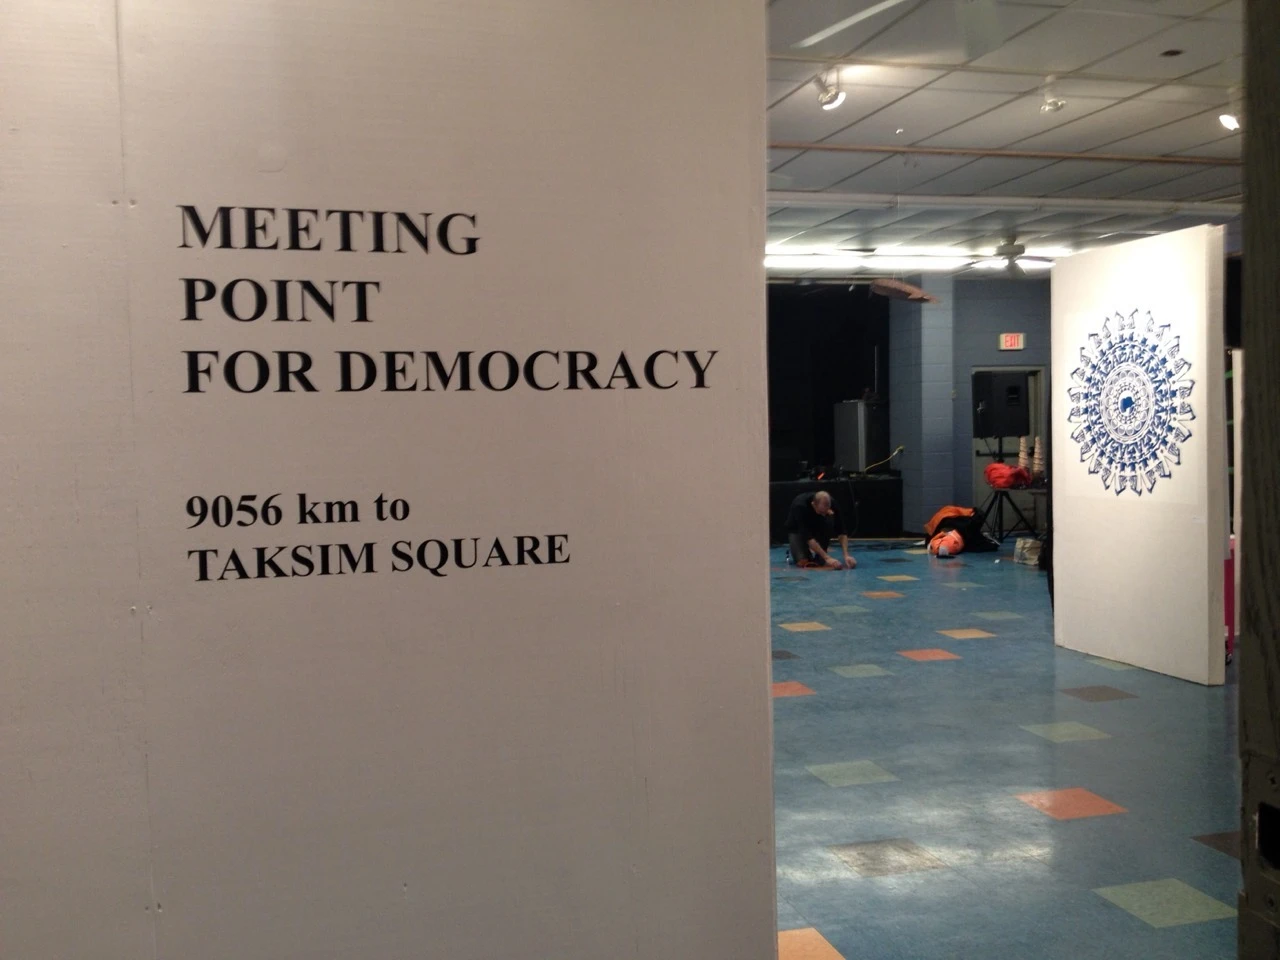 MEETING
POINT
FOR DEMOCRACY
9056 km to
TAKSIM SQUARE
EXIT